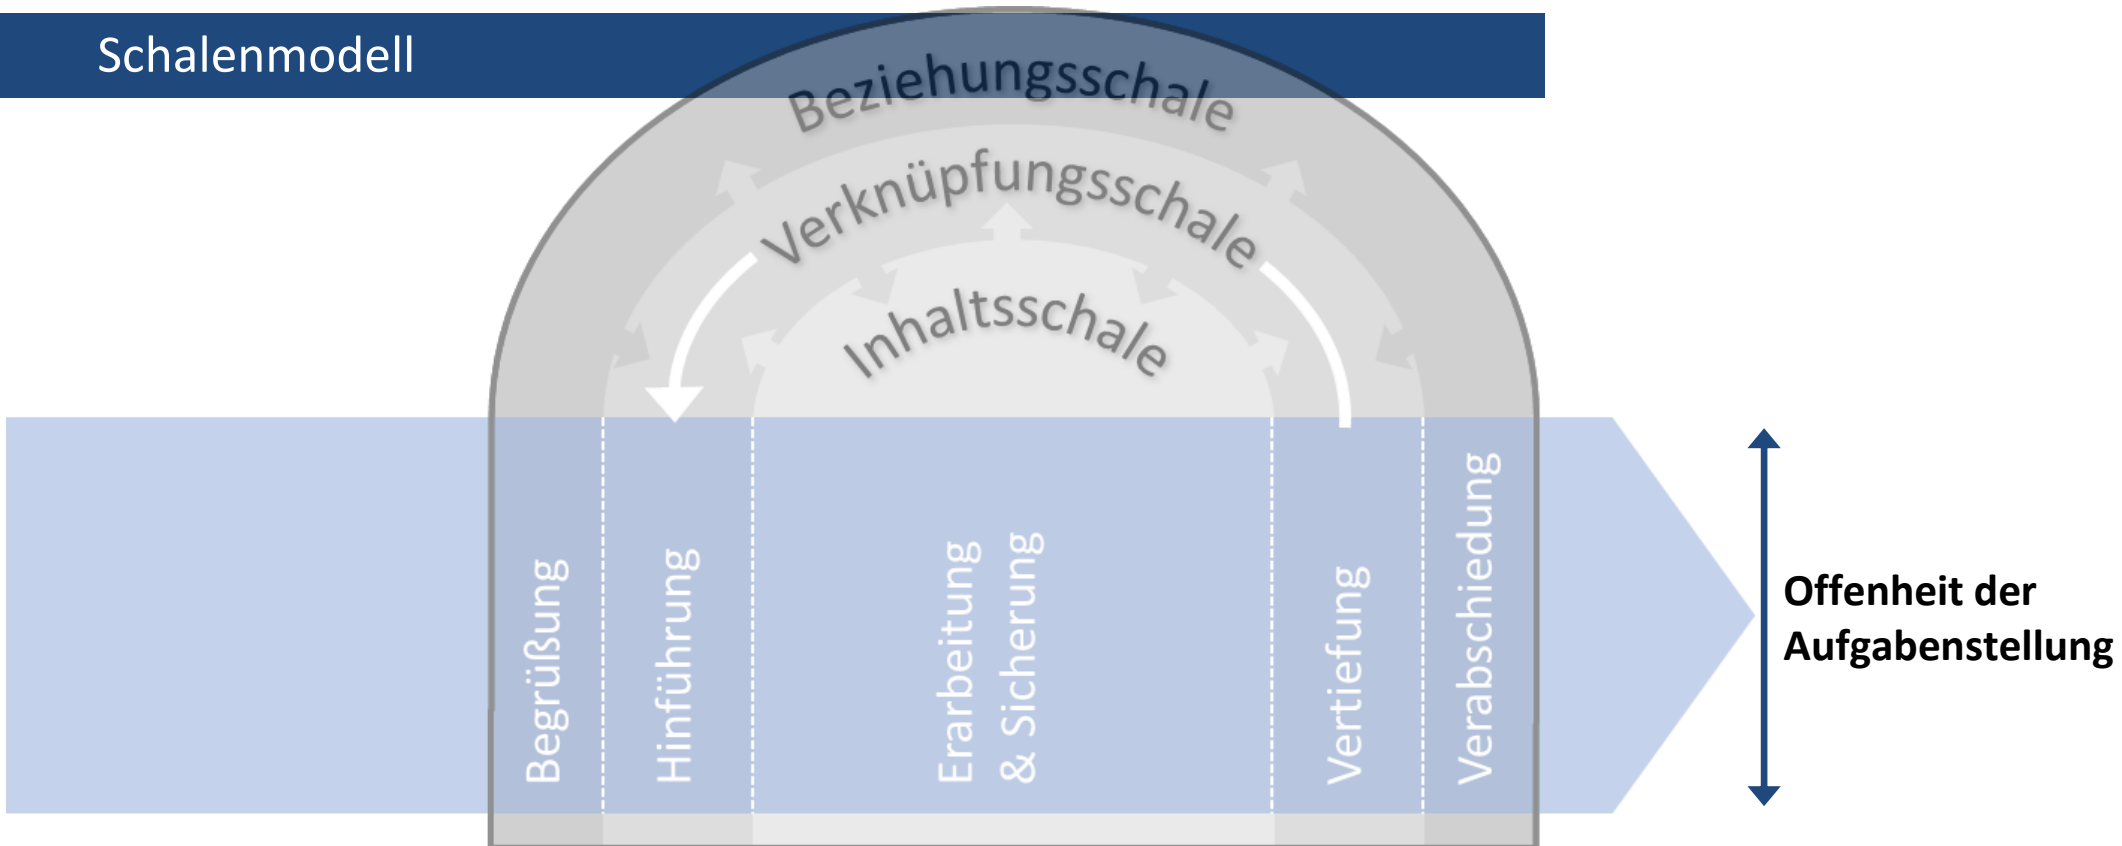 Schalenmodell
Beziehungsschale
Verknüpfungsschale
Inhaltsschale
Begrüßung
Hinführung
Erarbeitung
& Sicherung
Vertiefung
Verabschiedung
Offenheit der
Aufgabenstellung